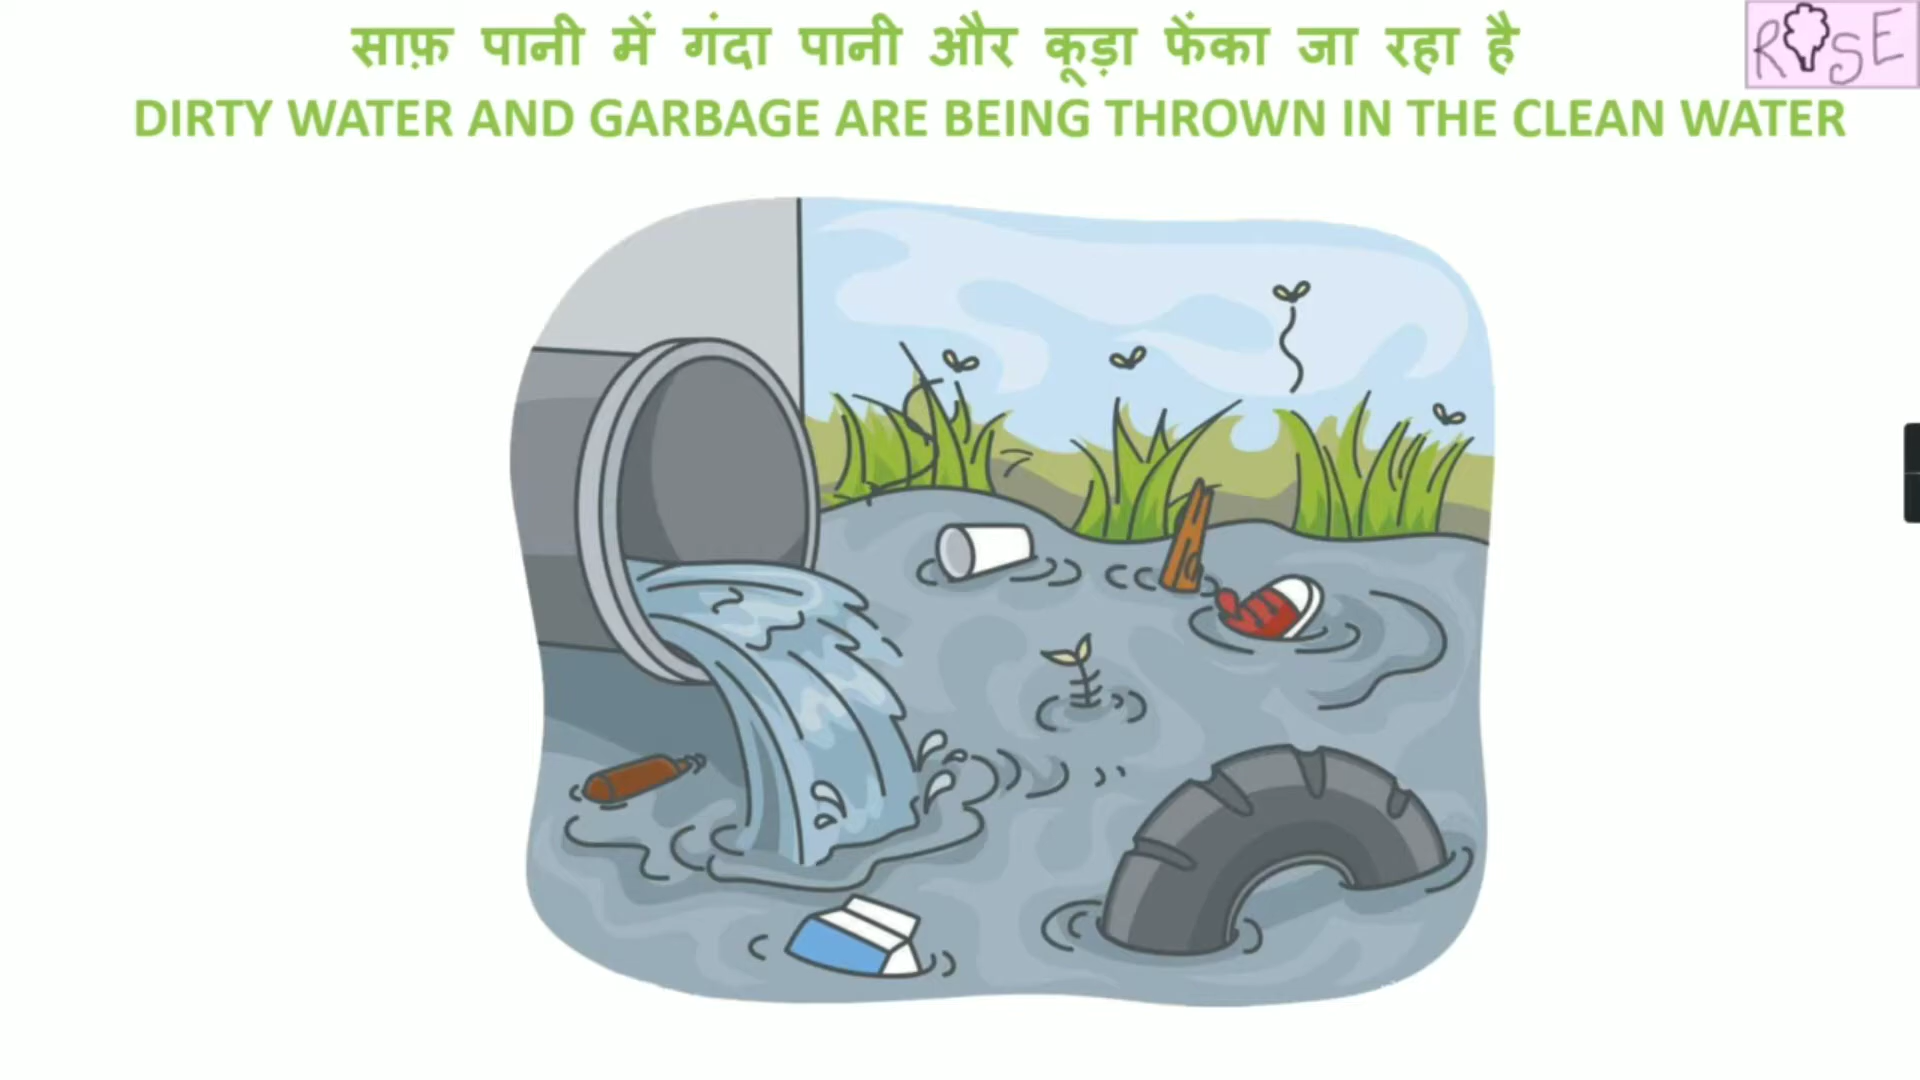 साफ़ पानी में गंदा पानी और कूड़ा फेंका जा रहा है
DIRTY WATER AND GARBAGE ARE BEING THROWN IN THE CLEAN WATER
ROSE